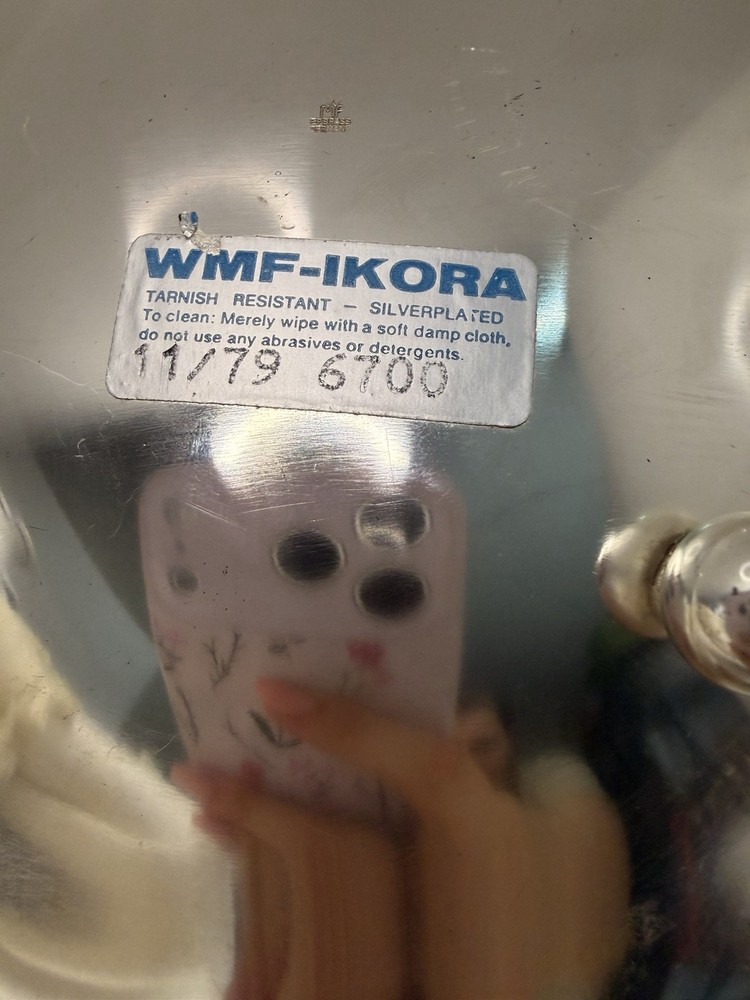 WMF
WMF-IKORA
TARNISH RESISTANT – SILVERPLATED
To clean: Merely wipe with a soft damp cloth,
do not use any abrasives or detergents.
11/79 6700